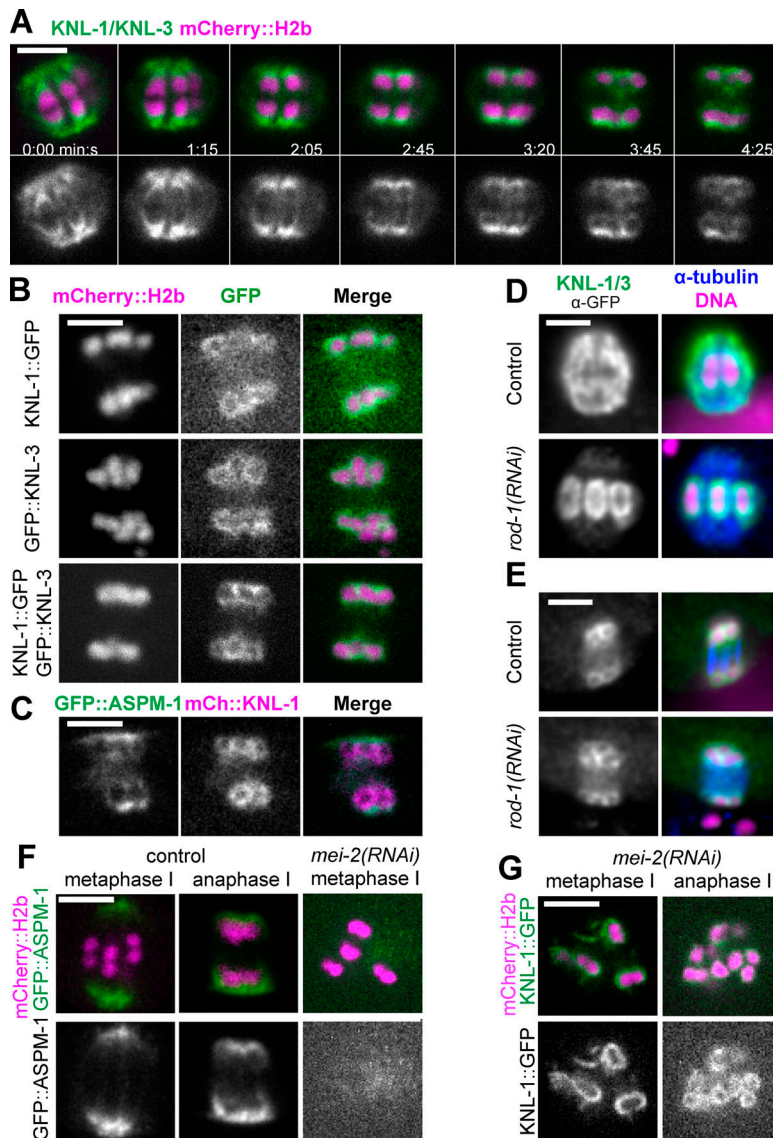 A
KNL-1/KNL-3 mCherry::H2b
0:00 min:s 1:15 2:05 2:45 3:20 3:45 4:25
B
mCherry::H2b GFP Merge
KNL-1::GFP
GFP::KNL-3
KNL-1::GFP
GFP::KNL-3
C
GFP::ASPM-1 mCh::KNL-1 Merge
D
KNL-1/3 α-tubulin
α-GFP DNA
Control
rod-1(RNAi)
E
Control
rod-1(RNAi)
F
control mei-2(RNAi)
metaphase I anaphase I metaphase I
mCherry::H2b
GFP::ASPM-1
GFP::ASPM-1
G
mei-2(RNAi)
metaphase I anaphase I
mCherry::H2b
KNL-1::GFP
KNL-1::GFP